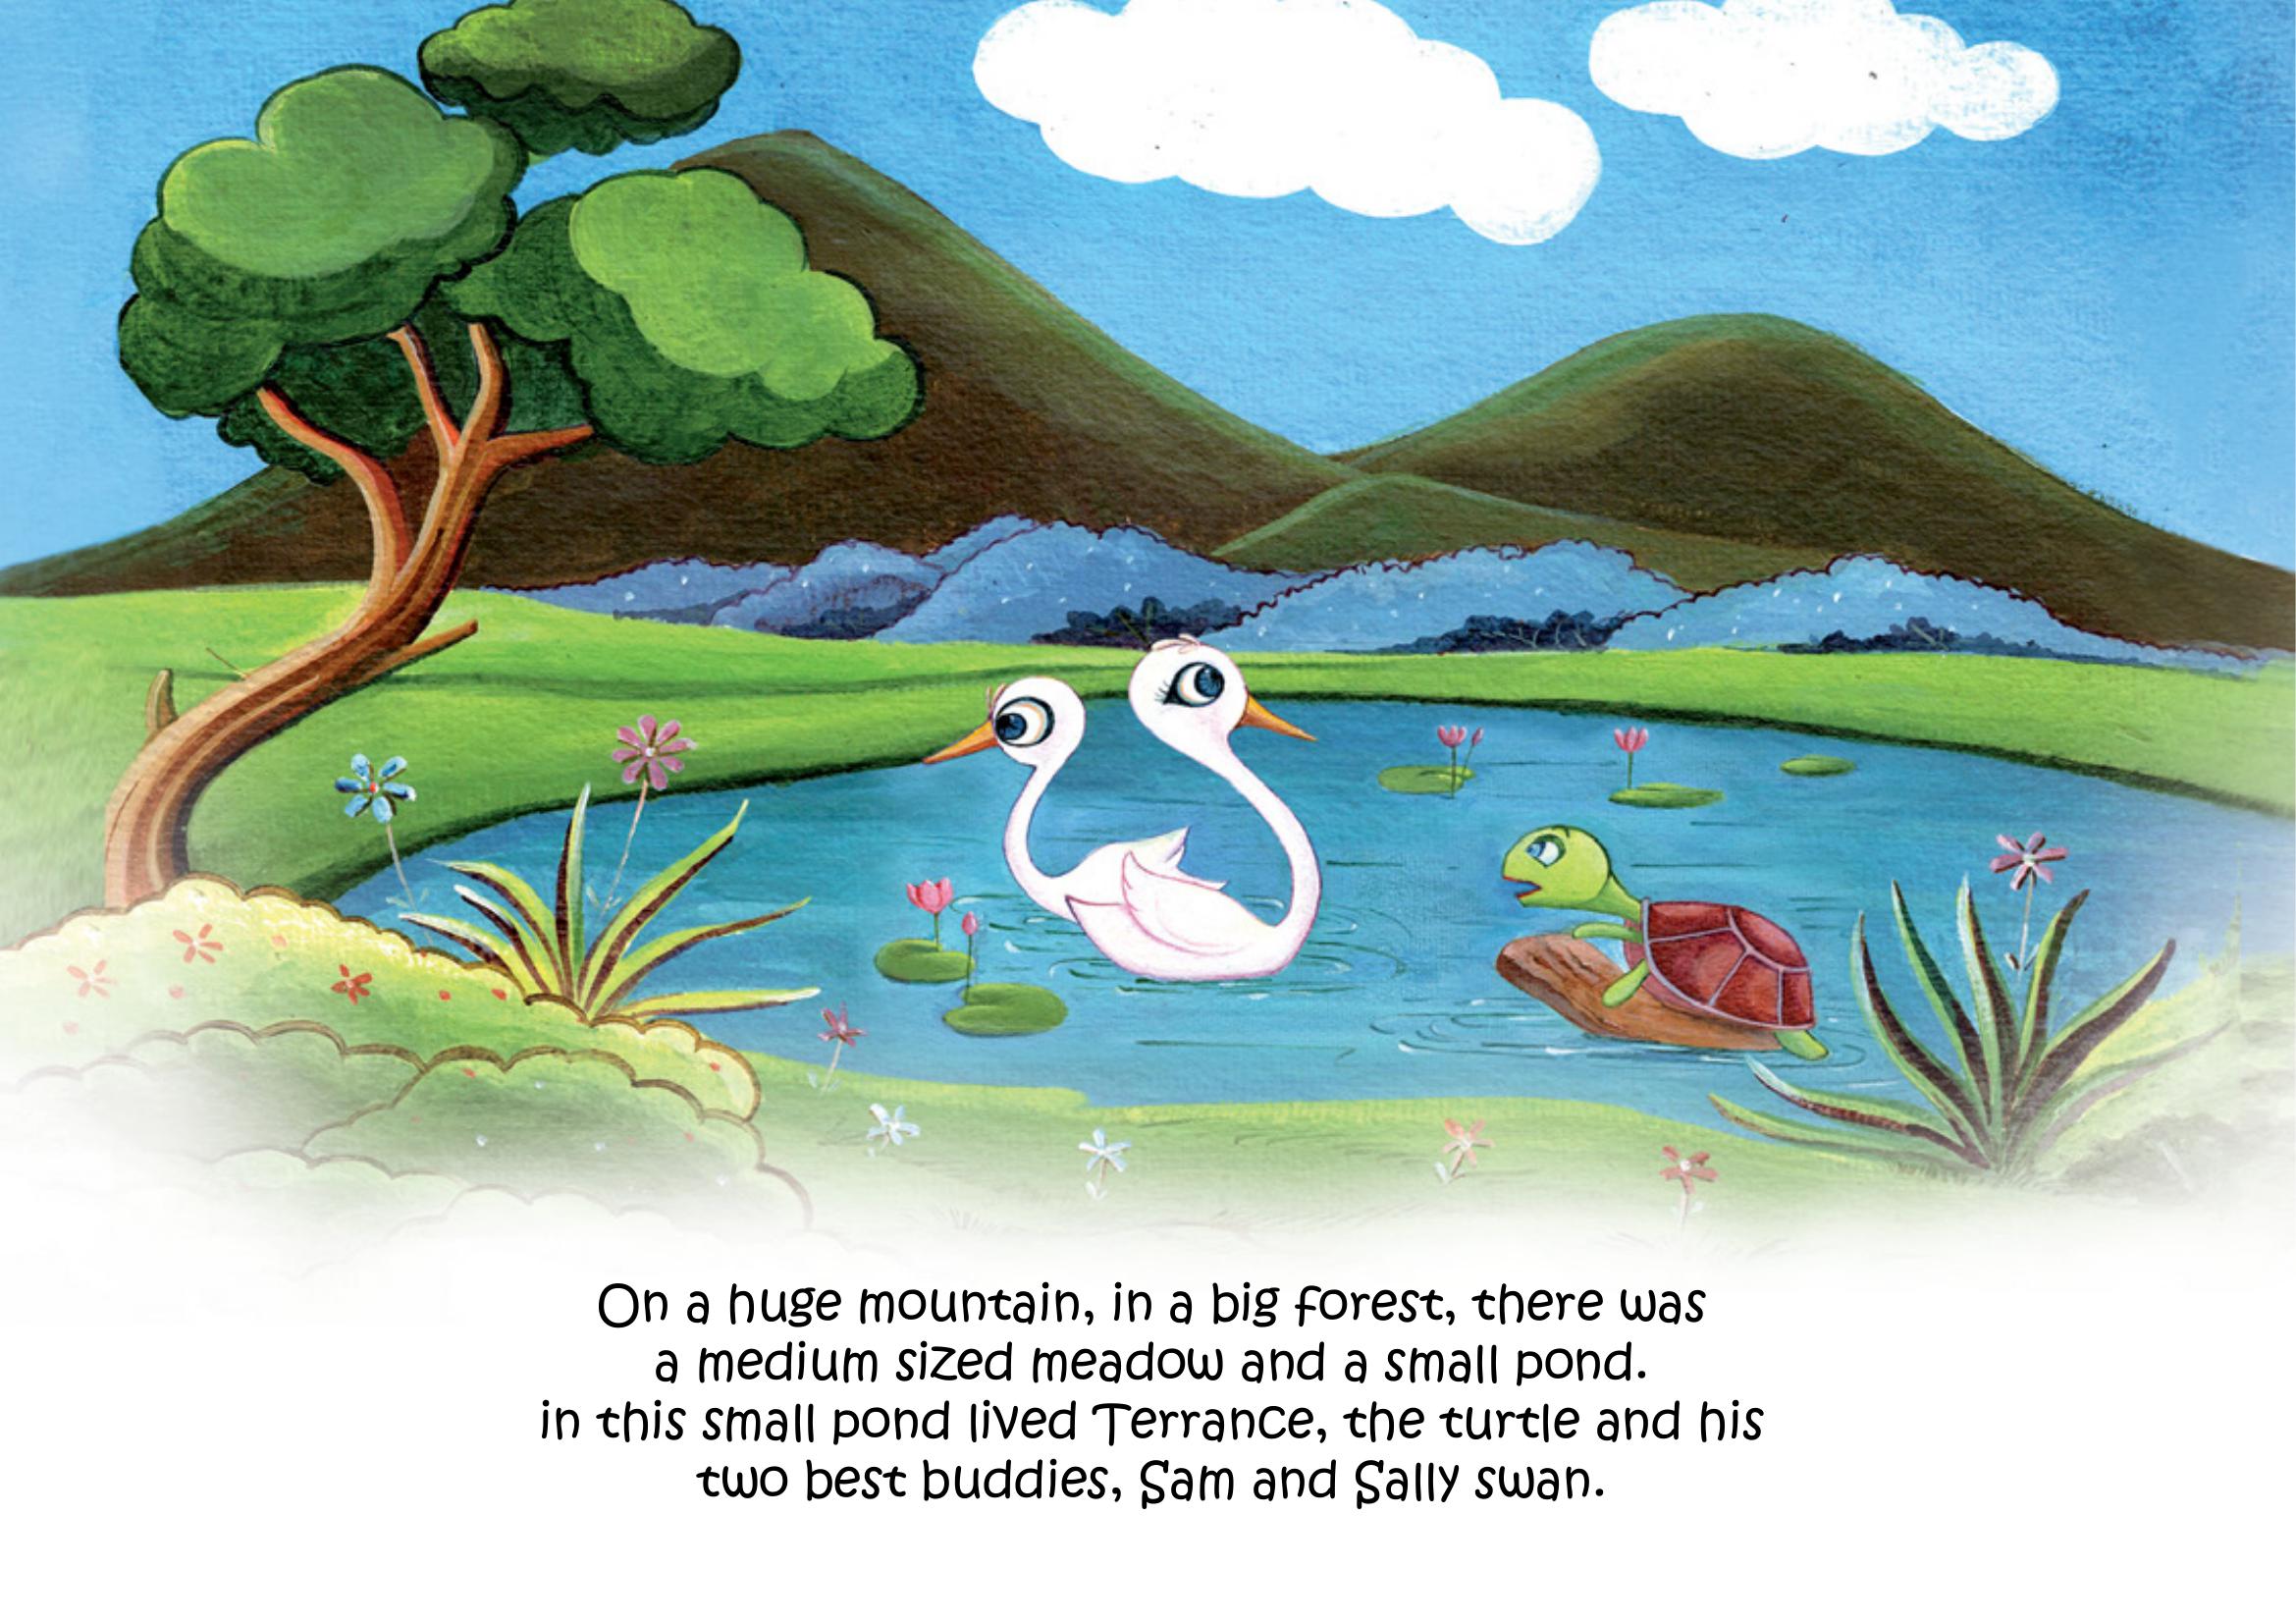 On a huge mountain, in a big forest, there was
a medium sized meadow and a small pond.
in this small pond lived Terrance, the turtle and his
two best buddies, Sam and Sally swan.